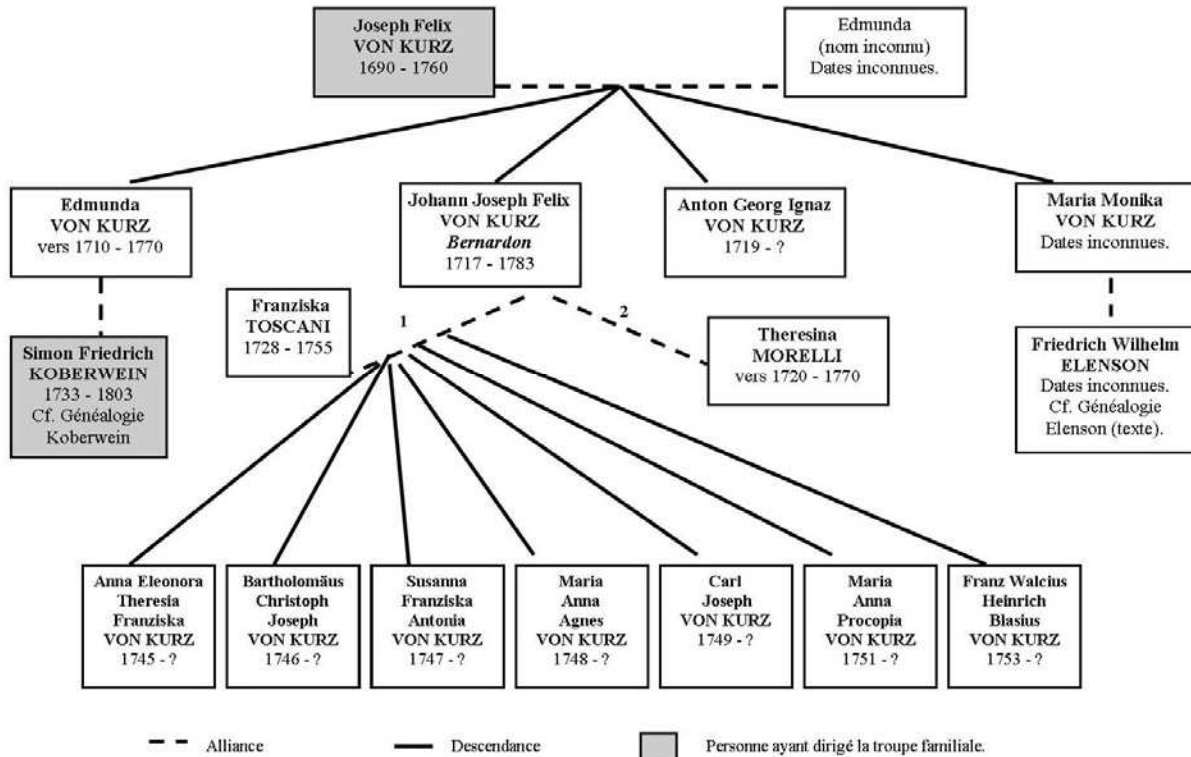 Joseph Felix
VON KURZ
1690 - 1760
Edmunda
(nom inconnu)
Dates inconnues.
Edmunda
VON KURZ
vers 1710 - 1770
Johann Joseph Felix
VON KURZ
Bernardon
1717 - 1783
Anton Georg Ignaz
VON KURZ
1719 - ?
Maria Monika
VON KURZ
Dates inconnues.
Simon Friedrich
KOBERWEIN
1733 - 1803
Cf. Généalogie
Koberwein
Franziska
TOSCANI
1728 - 1755
1
2
Theresina
MORELLI
vers 1720 - 1770
Friedrich Wilhelm
ELENSON
Dates inconnues.
Cf. Généalogie
Elenson (texte).
Anna Eleonora
Theresia
Franziska
VON KURZ
1745 - ?
Bartholomäus
Christoph
Joseph
VON KURZ
1746 - ?
Susanna
Franziska
Antonia
VON KURZ
1747 - ?
Maria
Anna
Agnes
VON KURZ
1748 - ?
Carl
Joseph
VON KURZ
1749 - ?
Maria
Anna
Procopia
VON KURZ
1751 - ?
Franz Walcius
Heinrich
Blasius
VON KURZ
1753 - ?
Alliance
Descendance
Personne ayant dirigé la troupe familiale.